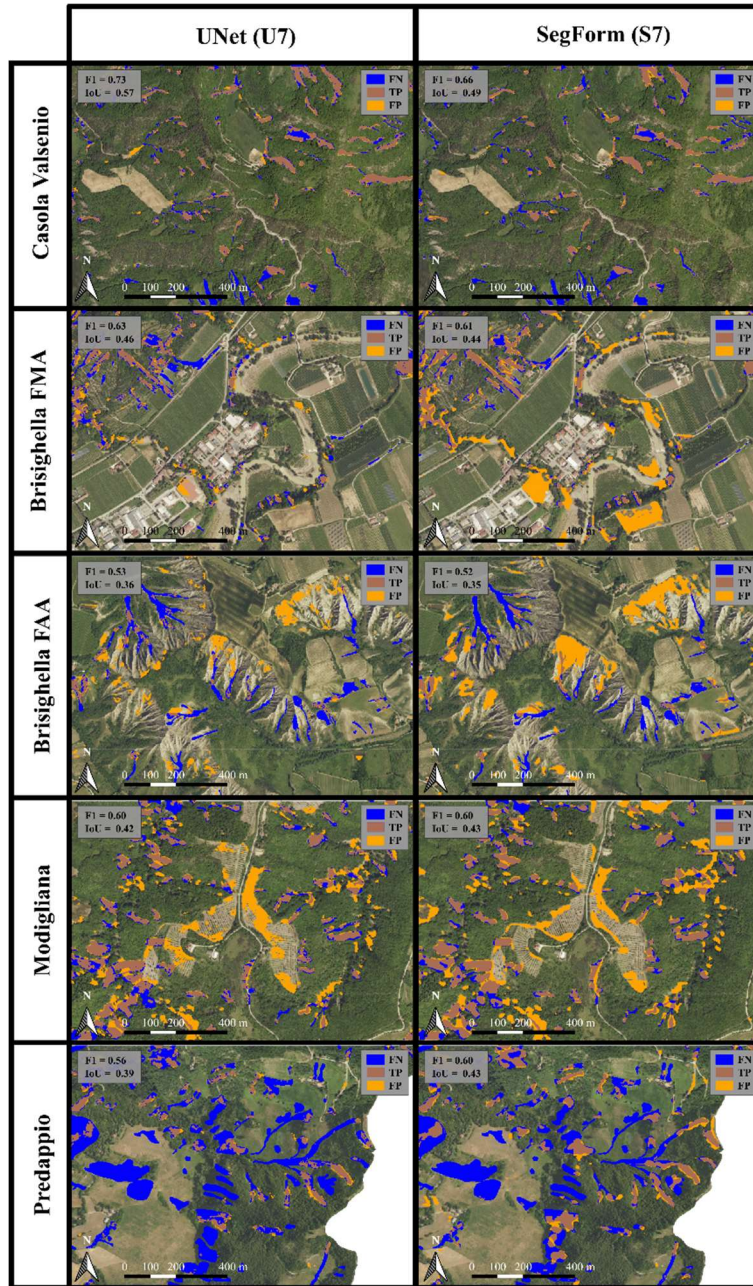 UNet (U7)
SegForm (S7)
Casola Valsenio
F1 = 0.73
IoU = 0.57
FN
TP
FP
N
0 100 200 400 m
F1 = 0.66
IoU = 0.49
FN
TP
FP
N
0 100 200 400 m
Brisighella FMA
F1 = 0.63
IoU = 0.46
FN
TP
FP
N
0 100 200 400 m
F1 = 0.61
IoU = 0.44
FN
TP
FP
N
0 100 200 400 m
Brisighella FAA
F1 = 0.53
IoU = 0.36
FN
TP
FP
N
0 100 200 400 m
F1 = 0.52
IoU = 0.35
FN
TP
FP
N
0 100 200 400 m
Modigliana
F1 = 0.60
IoU = 0.42
FN
TP
FP
N
0 100 200 400 m
F1 = 0.60
IoU = 0.43
FN
TP
FP
N
0 100 200 400 m
Predappio
F1 = 0.56
IoU = 0.39
FN
TP
FP
N
0 100 200 400 m
F1 = 0.60
IoU = 0.43
FN
TP
FP
N
0 100 200 400 m